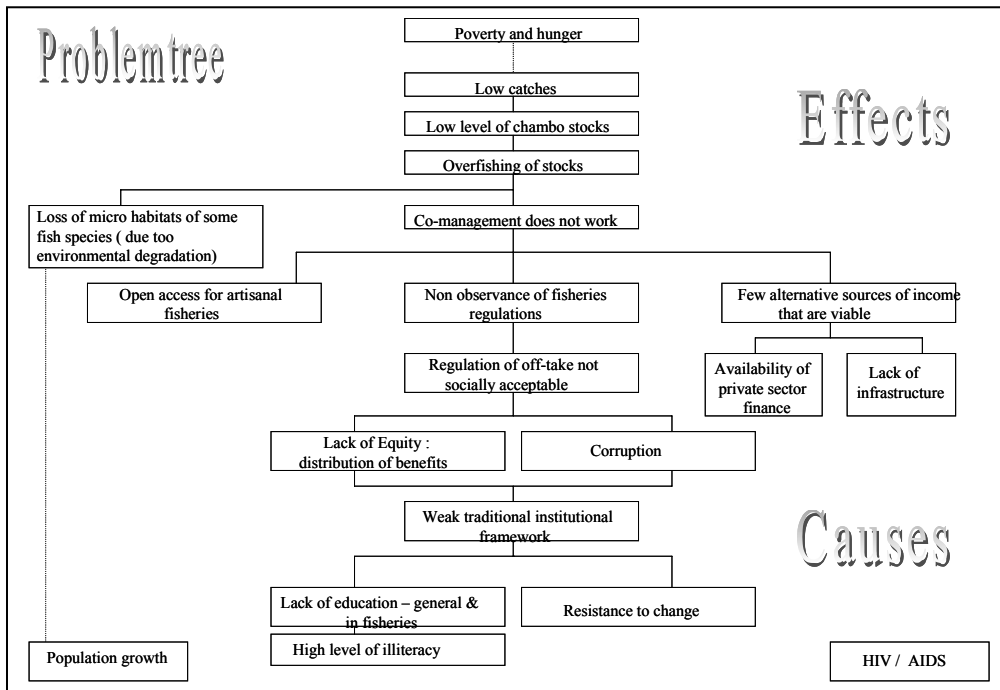 Problemtree
Poverty and hunger
Effects
Low catches
Low level of chambo stocks
Overfishing of stocks
Loss of micro habitats of some
fish species ( due too
environmental degradation)
Co-management does not work
Open access for artisanal
fisheries
Non observance of fisheries
regulations
Few alternative sources of income
that are viable
Regulation of off-take not
socially acceptable
Availability of
private sector
finance
Lack of
infrastructure
Lack of Equity :
distribution of benefits
Corruption
Weak traditional institutional
framework
Causes
Lack of education – general &
in fisheries
Resistance to change
High level of illiteracy
Population growth
HIV / AIDS